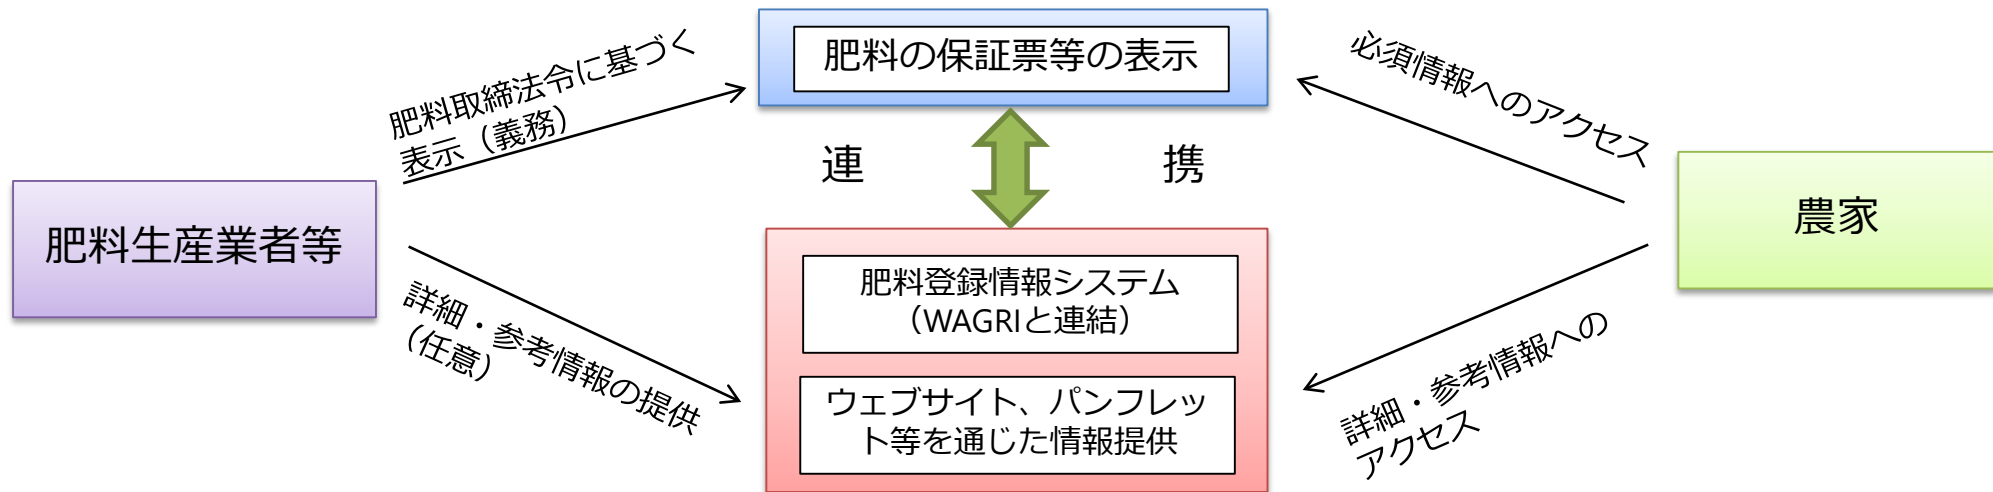 肥料の保証票等の表示
肥料取締法令に基づく
表示（義務）
必須情報へのアクセス
連　携
肥料生産業者等
農家
肥料登録情報システム
（WAGRIと連結）
詳細・参考情報の提供
（任意）
ウェブサイト、パンフレッ
ト等を通じた情報提供
詳細・参考情報への
アクセス